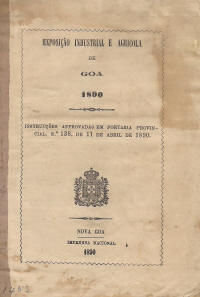 EXPOSIÇÃO INDUSTRIAL E AGRICOLA
DE
GOA
1890
INSTRUCÇÕES APPROVADAS EM PORTARIA PROVIN-
CIAL, N.º 138, DE 11 DE ABRIL DE 1890.
NOVA GOA
IMPRENSA NACIONAL
1890